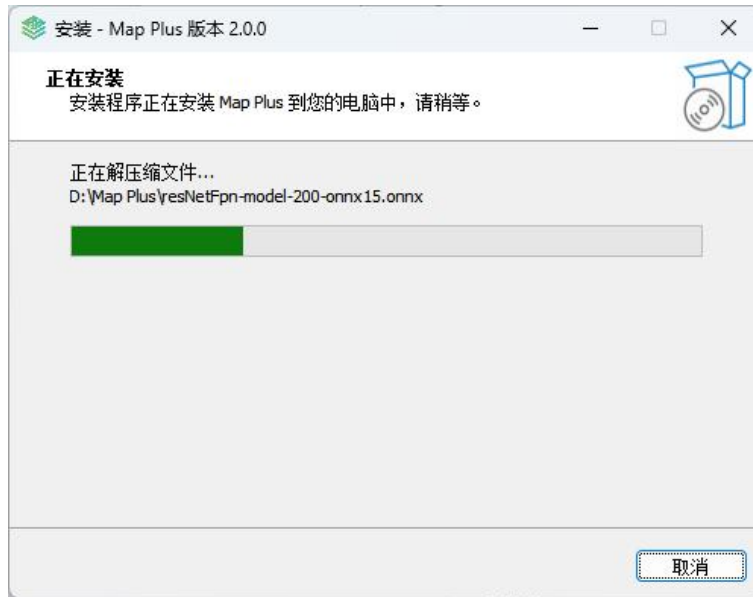 安装 - Map Plus 版本 2.0.0
正在安装
安装程序正在安装 Map Plus 到您的电脑中，请稍等。
正在解压缩文件...
D:\Map Plus\resNetFpn-model-200-onnx15.onnx
取消